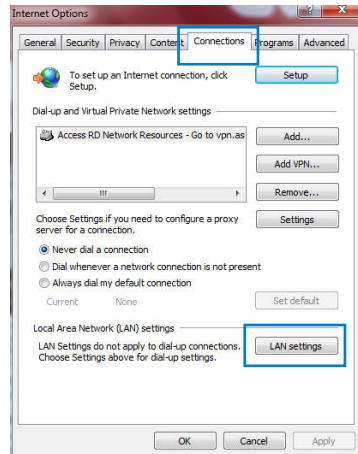 Internet Options
General Security Privacy Content Connections Programs Advanced
To set up an Internet connection, click
Setup.
Setup
Dial-up and Virtual Private Network settings
Access RD Network Resources - Go to vpn.as
Add...
Add VPN...
Remove...
Choose Settings if you need to configure a proxy
server for a connection.
Settings
Never dial a connection
Dial whenever a network connection is not present
Always dial my default connection
Current None
Set default
Local Area Network (LAN) settings
LAN Settings do not apply to dial-up connections.
Choose Settings above for dial-up settings.
LAN settings
OK Cancel Apply